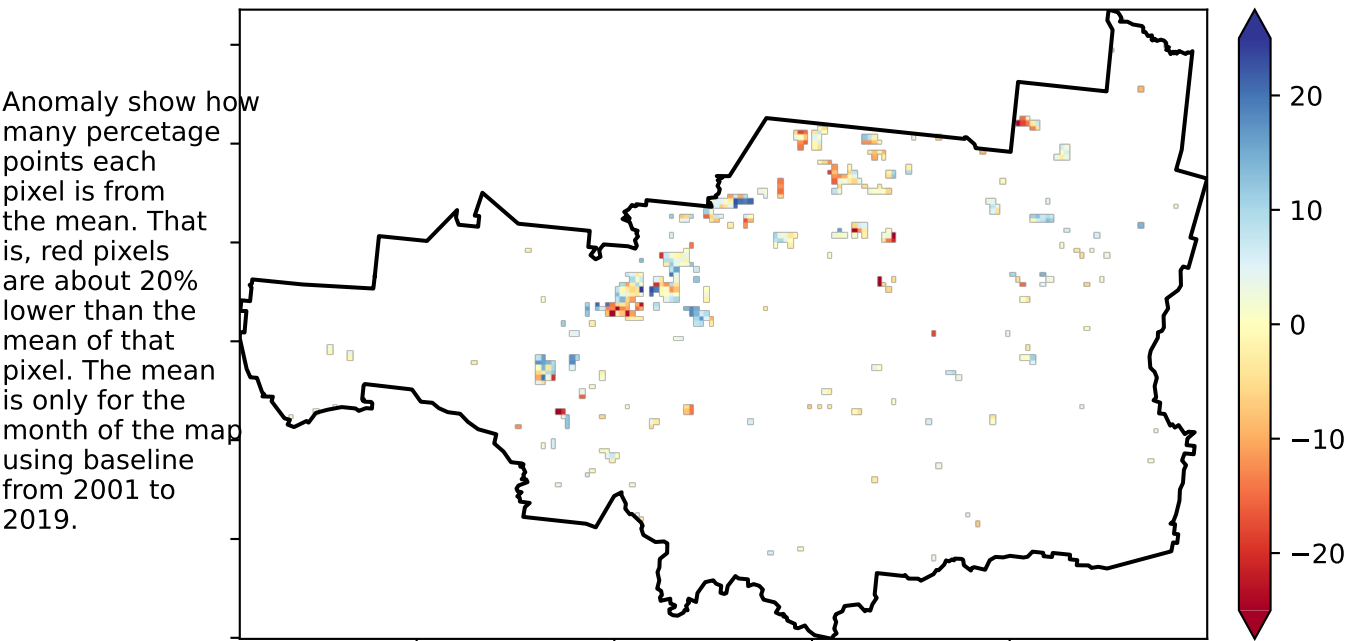 Anomaly show how
many percetage
points each
pixel is from
the mean. That
is, red pixels
are about 20%
lower than the
mean of that
pixel. The mean
is only for the
month of the map
using baseline
from 2001 to
2019.
20
10
0
−10
−20